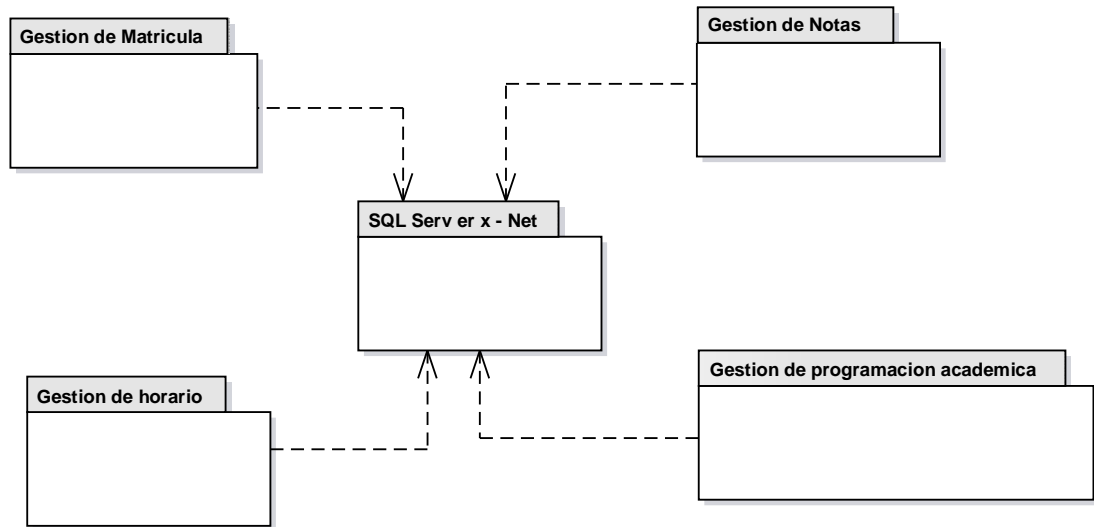 Gestion de Matricula
Gestion de Notas
SQL Serv er x - Net
Gestion de horario
Gestion de programacion academica